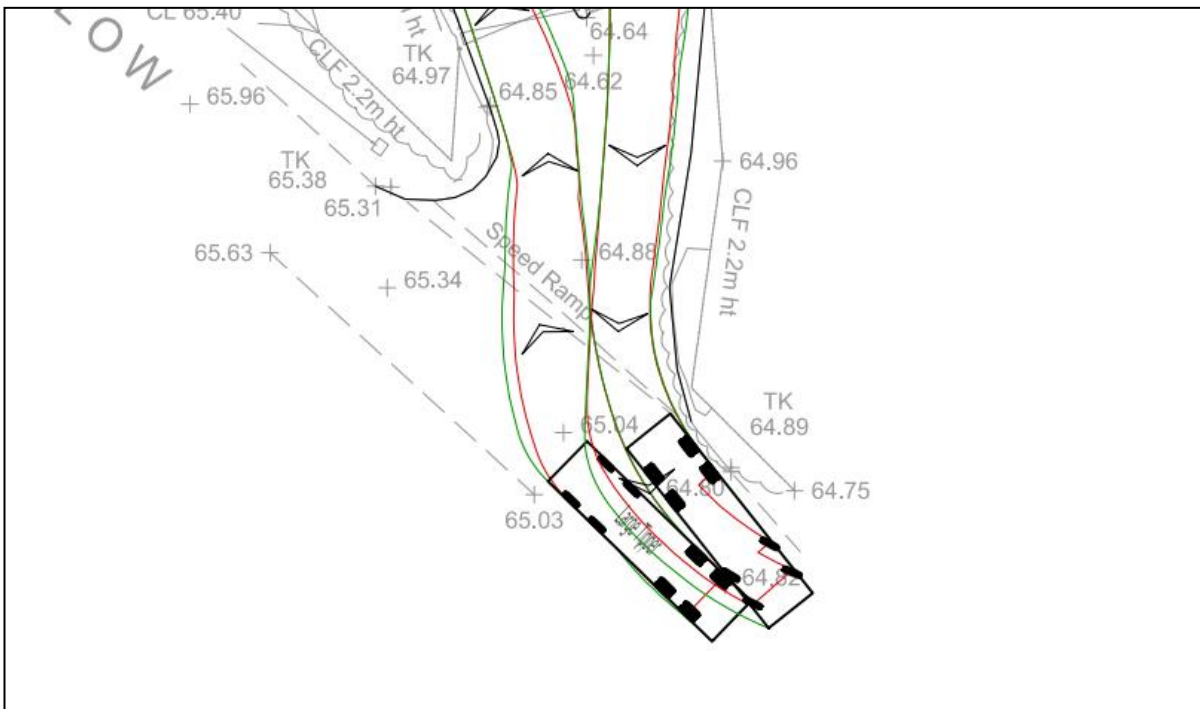 LOW
CL 65.40
CLF 2.2m ht
ht
TK
64.97
64.64
64.62
64.85
65.96
TK
65.38
65.31
64.96
CLF 2.2m ht
65.63
65.34
Speed Ramp
64.88
TK
64.89
65.04
64.80
64.75
65.03
64.82